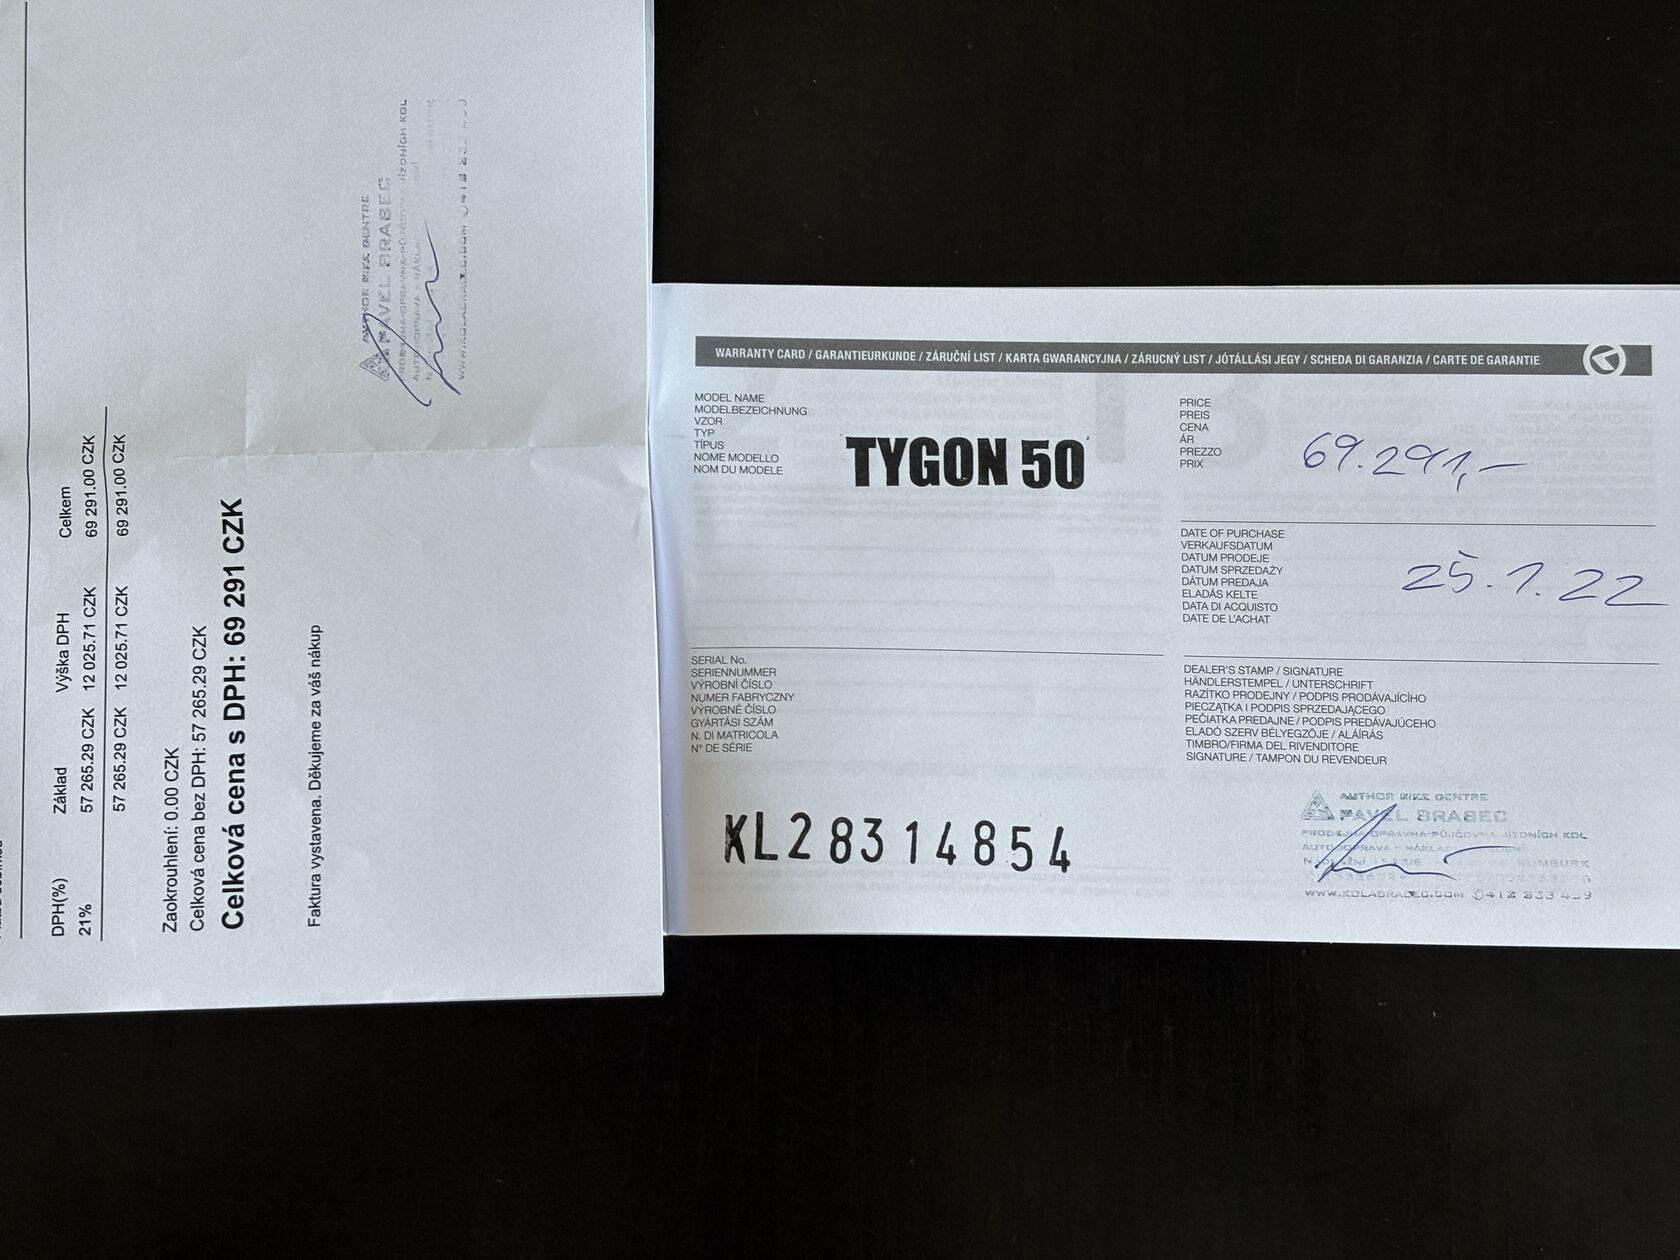 DPH(%) Základ Výška DPH Celkem
21% 57 265.29 CZK 12 025.71 CZK 69 291.00 CZK
57 265.29 CZK 12 025.71 CZK 69 291.00 CZK
Zaokrouhlení: 0.00 CZK
Celková cena bez DPH: 57 265.29 CZK
Celková cena s DPH: 69 291 CZK
Faktura vystavena. Děkujeme za váš nákup
AUTHOR BIKE CENTRE
PAVEL BRABEC
WARRANTY CARD / GARANTIEURKUNDE / ZÁRUČNÍ LIST / KARTA GWARANCYJNA / ZÁRUCNÝ LIST / JÓTÁLLÁSI JEGY / SCHEDA DI GARANZIA / CARTE DE GARANTIE
MODEL NAME
MODELBEZEICHNUNG
VZOR
TYP
TÍPUS
NOME MODELLO
NOM DU MODELE
TYGON 50
SERIAL No.
SERIENNUMMER
VÝROBNÍ ČÍSLO
NUMER FABRYCZNY
VÝROBNÉ ČÍSLO
GYÁRTÁSI SZÁM
N. DI MATRICOLA
N° DE SÉRIE
KL28314854
PRICE
PREIS
CENA
ÁR
PREZZO
PRIX
69.291,-
DATE OF PURCHASE
VERKAUFSDATUM
DATUM PRODEJE
DATUM SPRZEDAŻY
DÁTUM PREDAJA
ELADÁS KELTE
DATA DI ACQUISTO
DATE DE L'ACHAT
25.1.22
DEALER'S STAMP / SIGNATURE
HÄNDLERSTEMPEL / UNTERSCHRIFT
RAZÍTKO PRODEJNY / PODPIS PRODÁVAJÍCÍHO
PIECZĄTKA I PODPIS SPRZEDAJĄCEGO
PEČIATKA PREDAJNE / PODPIS PREDÁVAJÚCEHO
ELADÓ SZERV BÉLYEGZŐJE / ALÁÍRÁS
TIMBRO/FIRMA DEL RIVENDITORE
SIGNATURE / TAMPON DU REVENDEUR
AUTHOR BIKE CENTRE
PAVEL BRABEC
PRODEJNA-OPRAVNA-PŮJČOVNA JÍZDNÍCH KOL
WWW.KOLABRABEC.COM